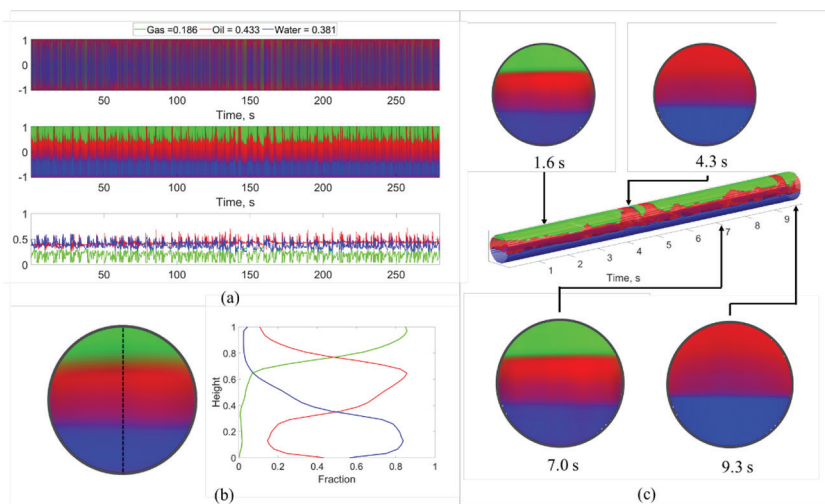 Gas =0.186 Oil = 0.433 Water = 0.381
1
0
-1
50 100 150 200 250
Time, s
1
0
-1
50 100 150 200 250
Time, s
1
0.5
0
50 100 150 200 250
(a)
1
0.8
0.6
0.4
0.2
0
Height
0 0.2 0.4 0.6 0.8 1
Fraction
(b)
1.6 s 4.3 s
1 2 3 4 5 6 7 8 9
Time, s
7.0 s 9.3 s
(c)